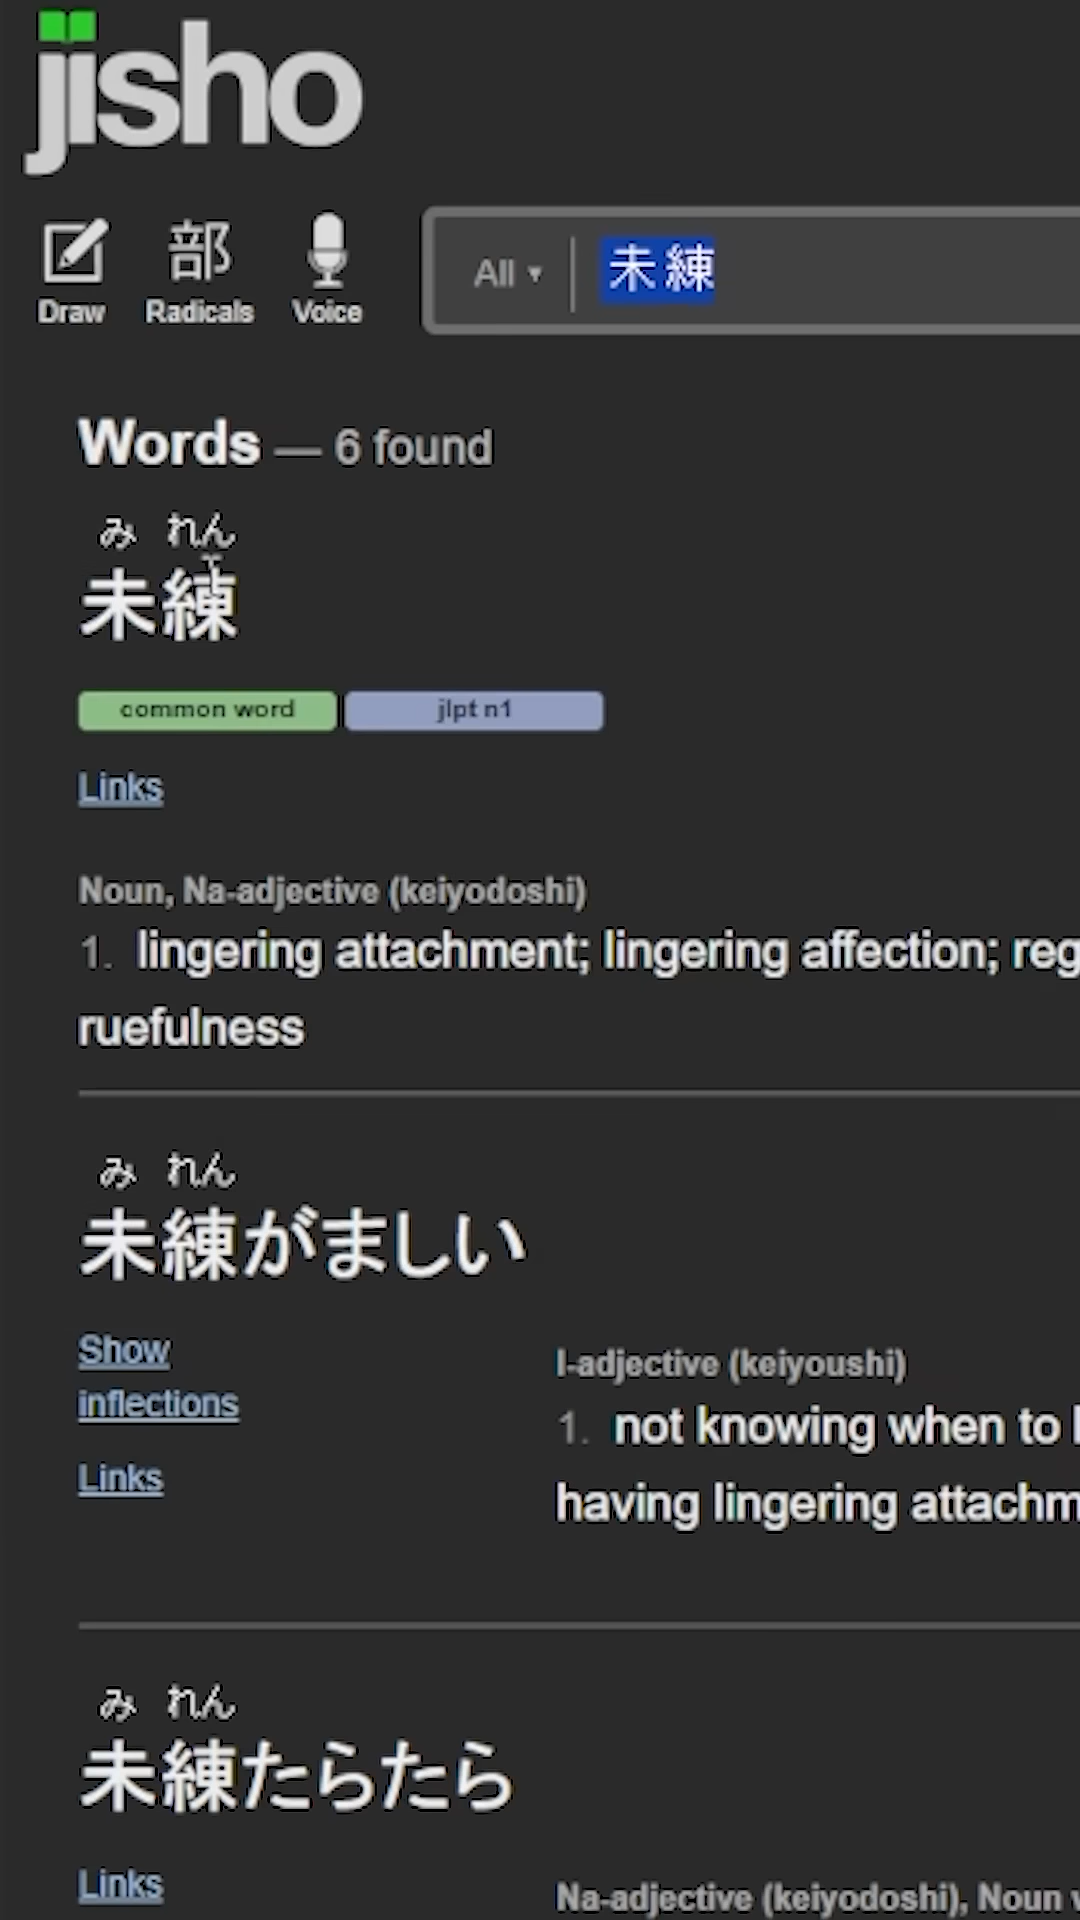 jisho
Draw
部
Radicals
Voice
All ▾
未練
Words — 6 found
み れん
未練
common word
jlpt n1
Links
Noun, Na-adjective (keiyodoshi)
1. lingering attachment; lingering affection;
ruefulness
み れん
未練がましい
Show
inflections
Links
I-adjective (keiyoushi)
1. not knowing when to
having lingering
み れん
未練たらたら
Links
Na-adjective (keiyodoshi), Noun